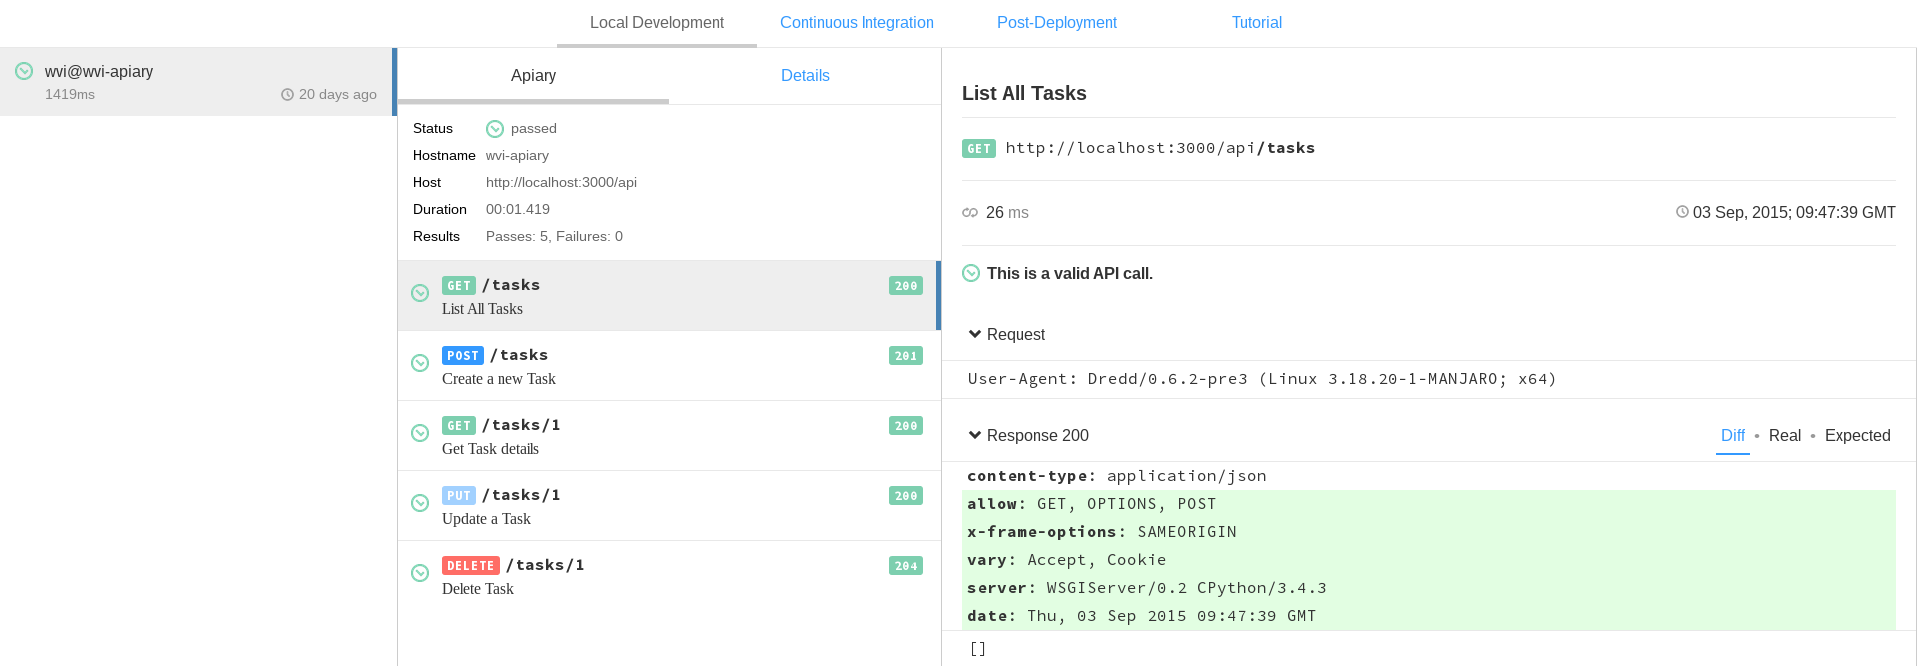 Local Development Continuous Integration Post-Deployment Tutorial
wvi@wvi-apiary
1419ms 20 days ago
Apiary Details
Status passed
Hostname wvi-apiary
Host http://localhost:3000/api
Duration 00:01.419
Results Passes: 5, Failures: 0
GET /tasks 200
List All Tasks
POST /tasks 201
Create a new Task
GET /tasks/1 200
Get Task details
PUT /tasks/1 200
Update a Task
DELETE /tasks/1 204
Delete Task
List All Tasks
GET http://localhost:3000/api/tasks
26 ms 03 Sep, 2015; 09:47:39 GMT
This is a valid API call.
Request
User-Agent: Dredd/0.6.2-pre3 (Linux 3.18.20-1-MANJARO; x64)
Response 200 Diff • Real • Expected
content-type: application/json
allow: GET, OPTIONS, POST
x-frame-options: SAMEORIGIN
vary: Accept, Cookie
server: WSGIServer/0.2 CPython/3.4.3
date: Thu, 03 Sep 2015 09:47:39 GMT
[]